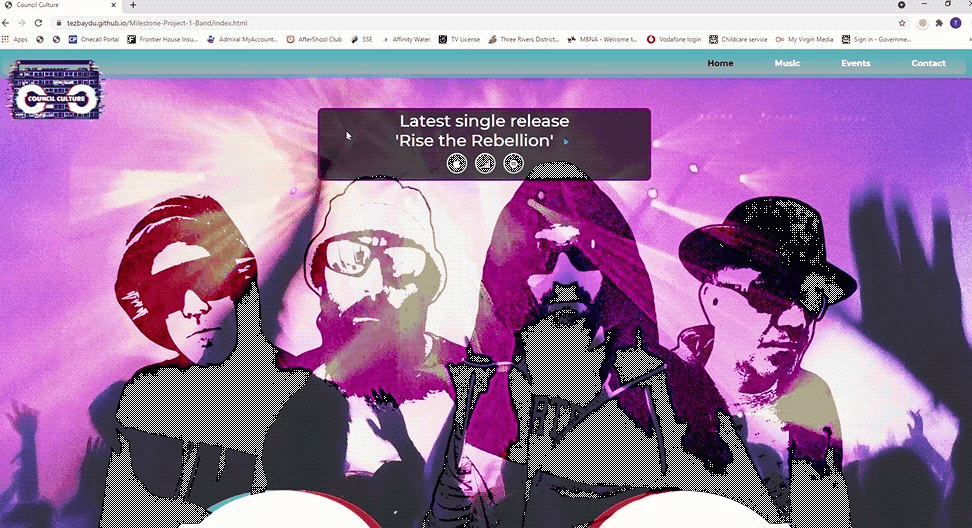 Council Culture
tezbaydu.github.io/Milestone-Project-1-Band/index.html
T
Apps
Onecall Portal
Frontier House Insu...
Admiral MyAccount...
AfterSchool Club
SSE
Affinity Water
TV License
Three Rivers District...
MBNA - Welcome t...
Vodafone login
Childcare service
My Virgin Media
Sign in - Governme...
COUNCIL CULTURE
Home
Music
Events
Contact
Latest single release
'Rise the Rebellion'